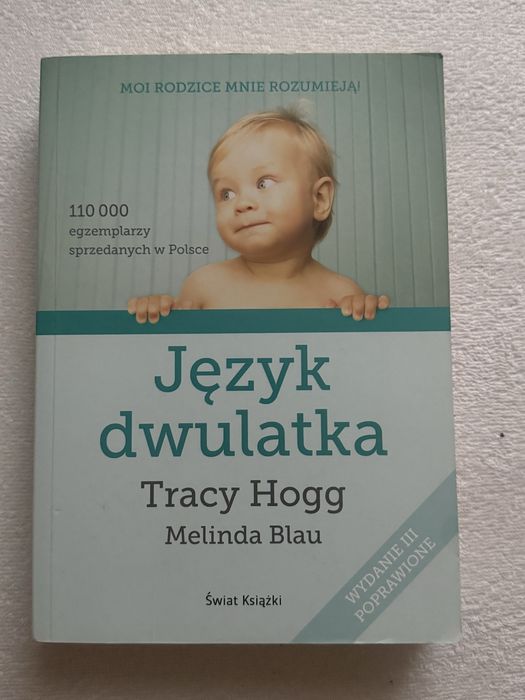 MOI RODZICE MNIE ROZUMIEJĄ!
110 000
egzemplarzy
sprzedanych w Polsce
Język
dwulatka
Tracy Hogg
Melinda Blau
WYDANIE III
POPRAWIONE
Świat Książki